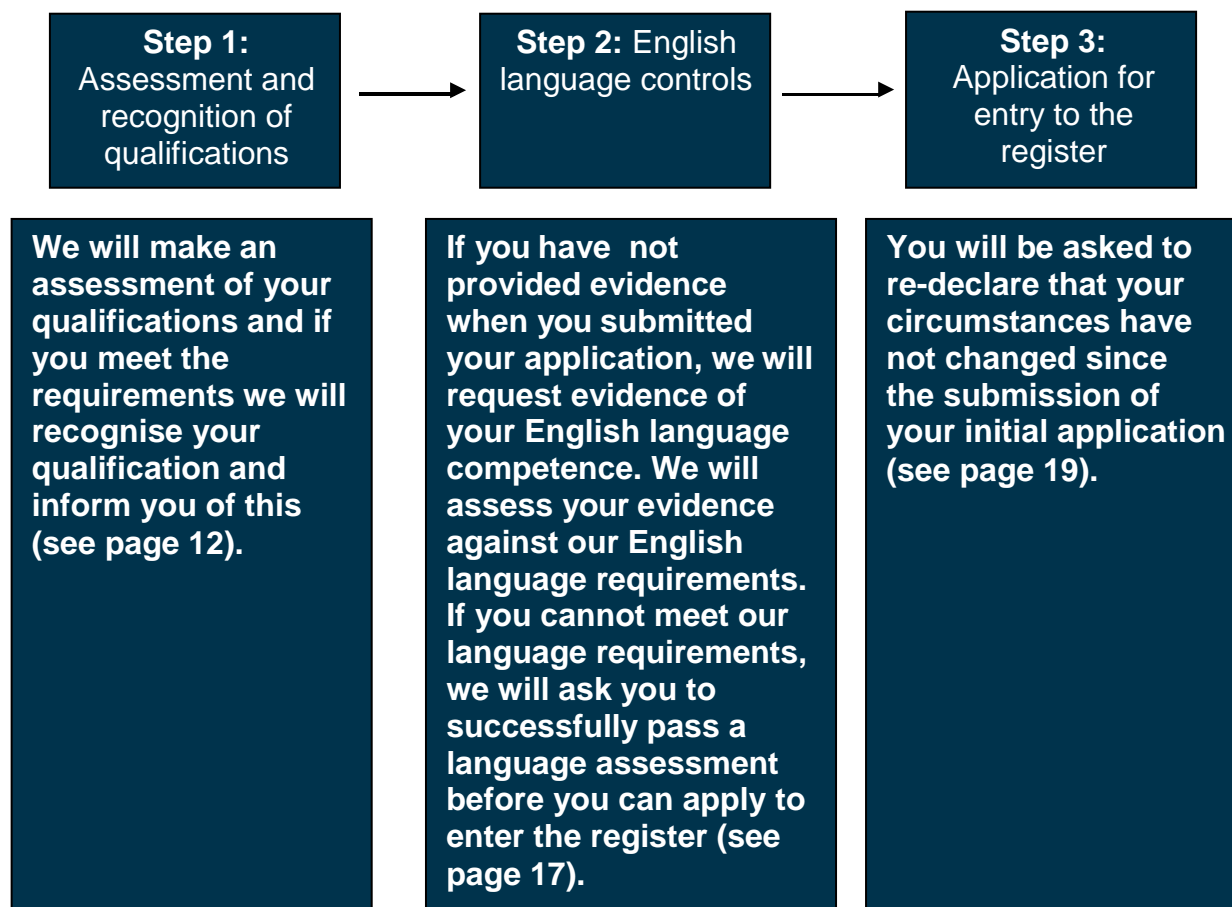 Step 1:
Assessment and
recognition of
qualifications
Step 2: English
language controls
Step 3:
Application for
entry to the
register
We will make an
assessment of your
qualifications and if
you meet the
requirements we will
recognise your
qualification and
inform you of this
(see page 12).
If you have  not
provided evidence
when you submitted
your application, we will
request evidence of
your English language
competence. We will
assess your evidence
against our English
language requirements.
If you cannot meet our
language requirements,
we will ask you to
successfully pass a
language assessment
before you can apply to
enter the register (see
page 17).
You will be asked to
re-declare that your
circumstances have
not changed since
the submission of
your initial application
(see page 19).